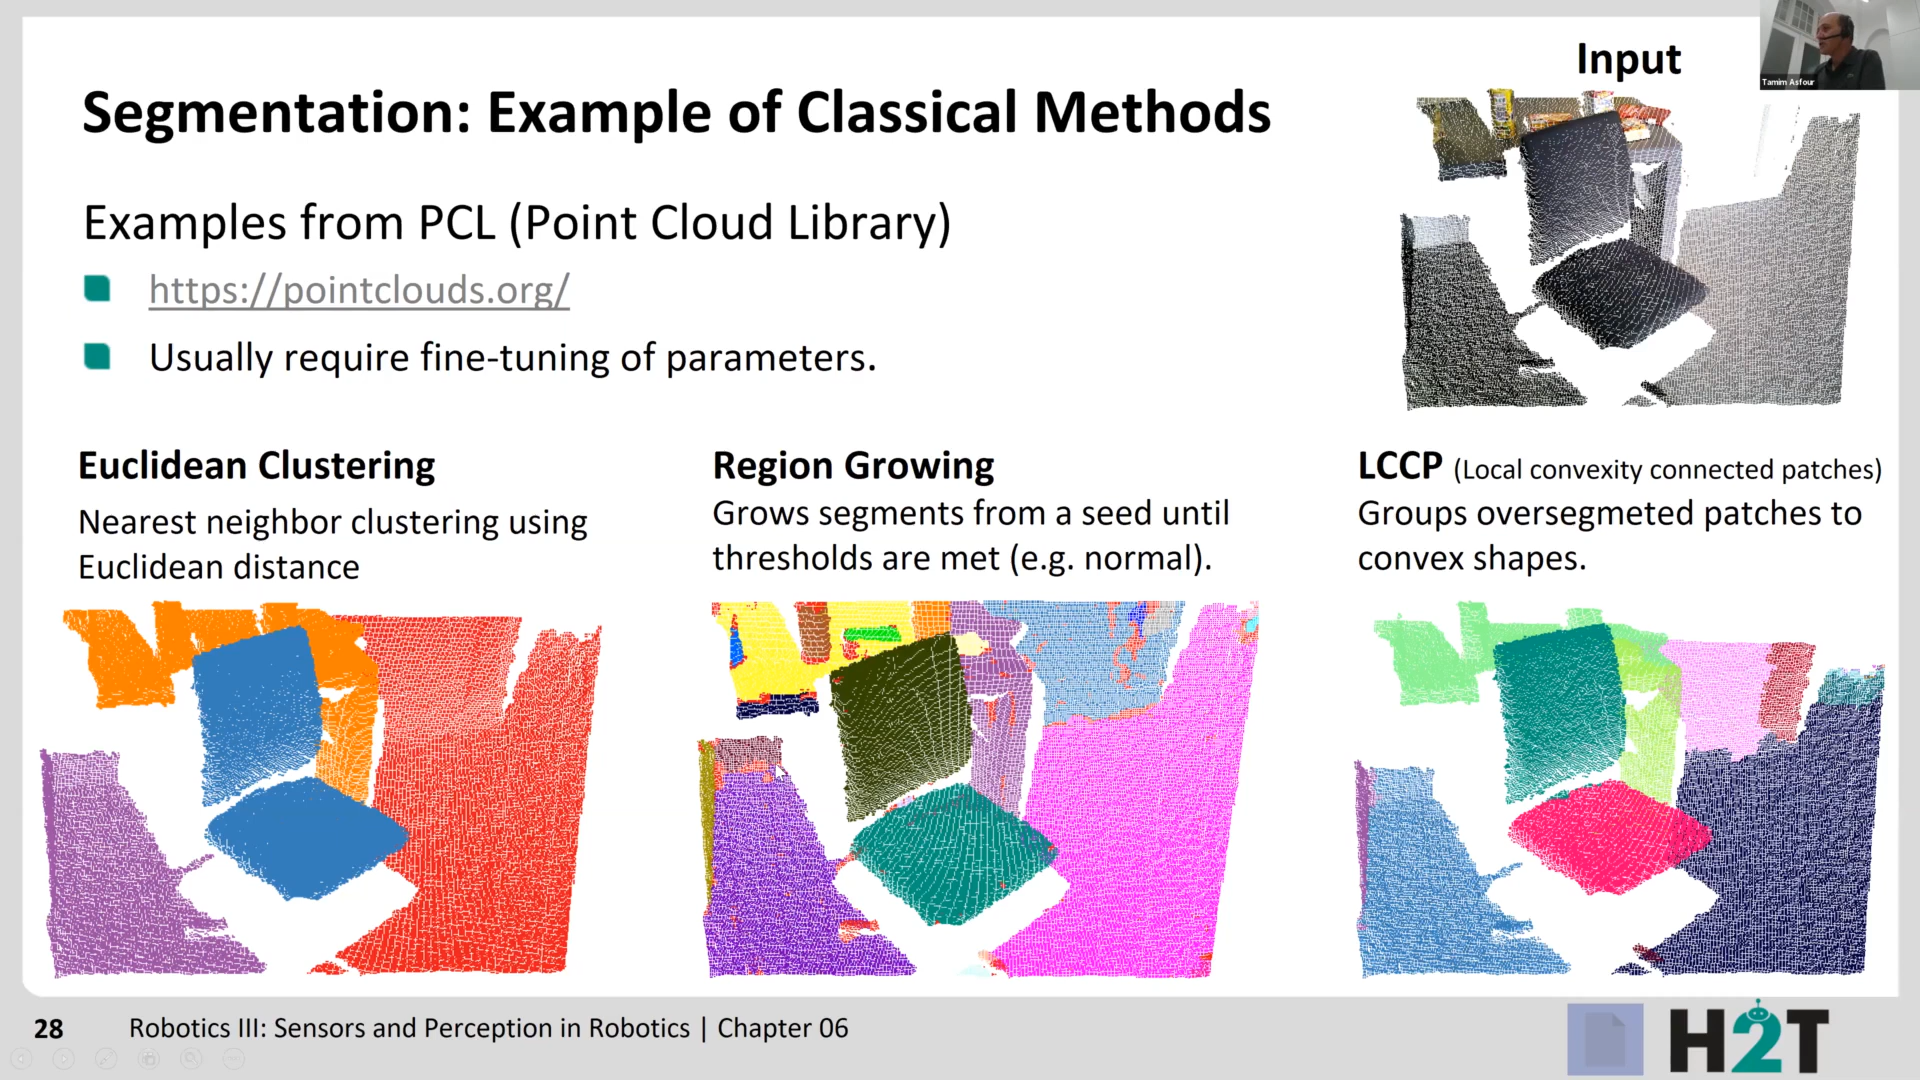 Input
Tamim Asfour
Segmentation: Example of Classical Methods
Examples from PCL (Point Cloud Library)
https://pointclouds.org/
Usually require fine-tuning of parameters.
Euclidean Clustering
Nearest neighbor clustering using
Euclidean distance
Region Growing
Grows segments from a seed until
thresholds are met (e.g. normal).
LCCP (Local convexity connected patches)
Groups oversegmeted patches to
convex shapes.
28
Robotics III: Sensors and Perception in Robotics | Chapter 06
H2T